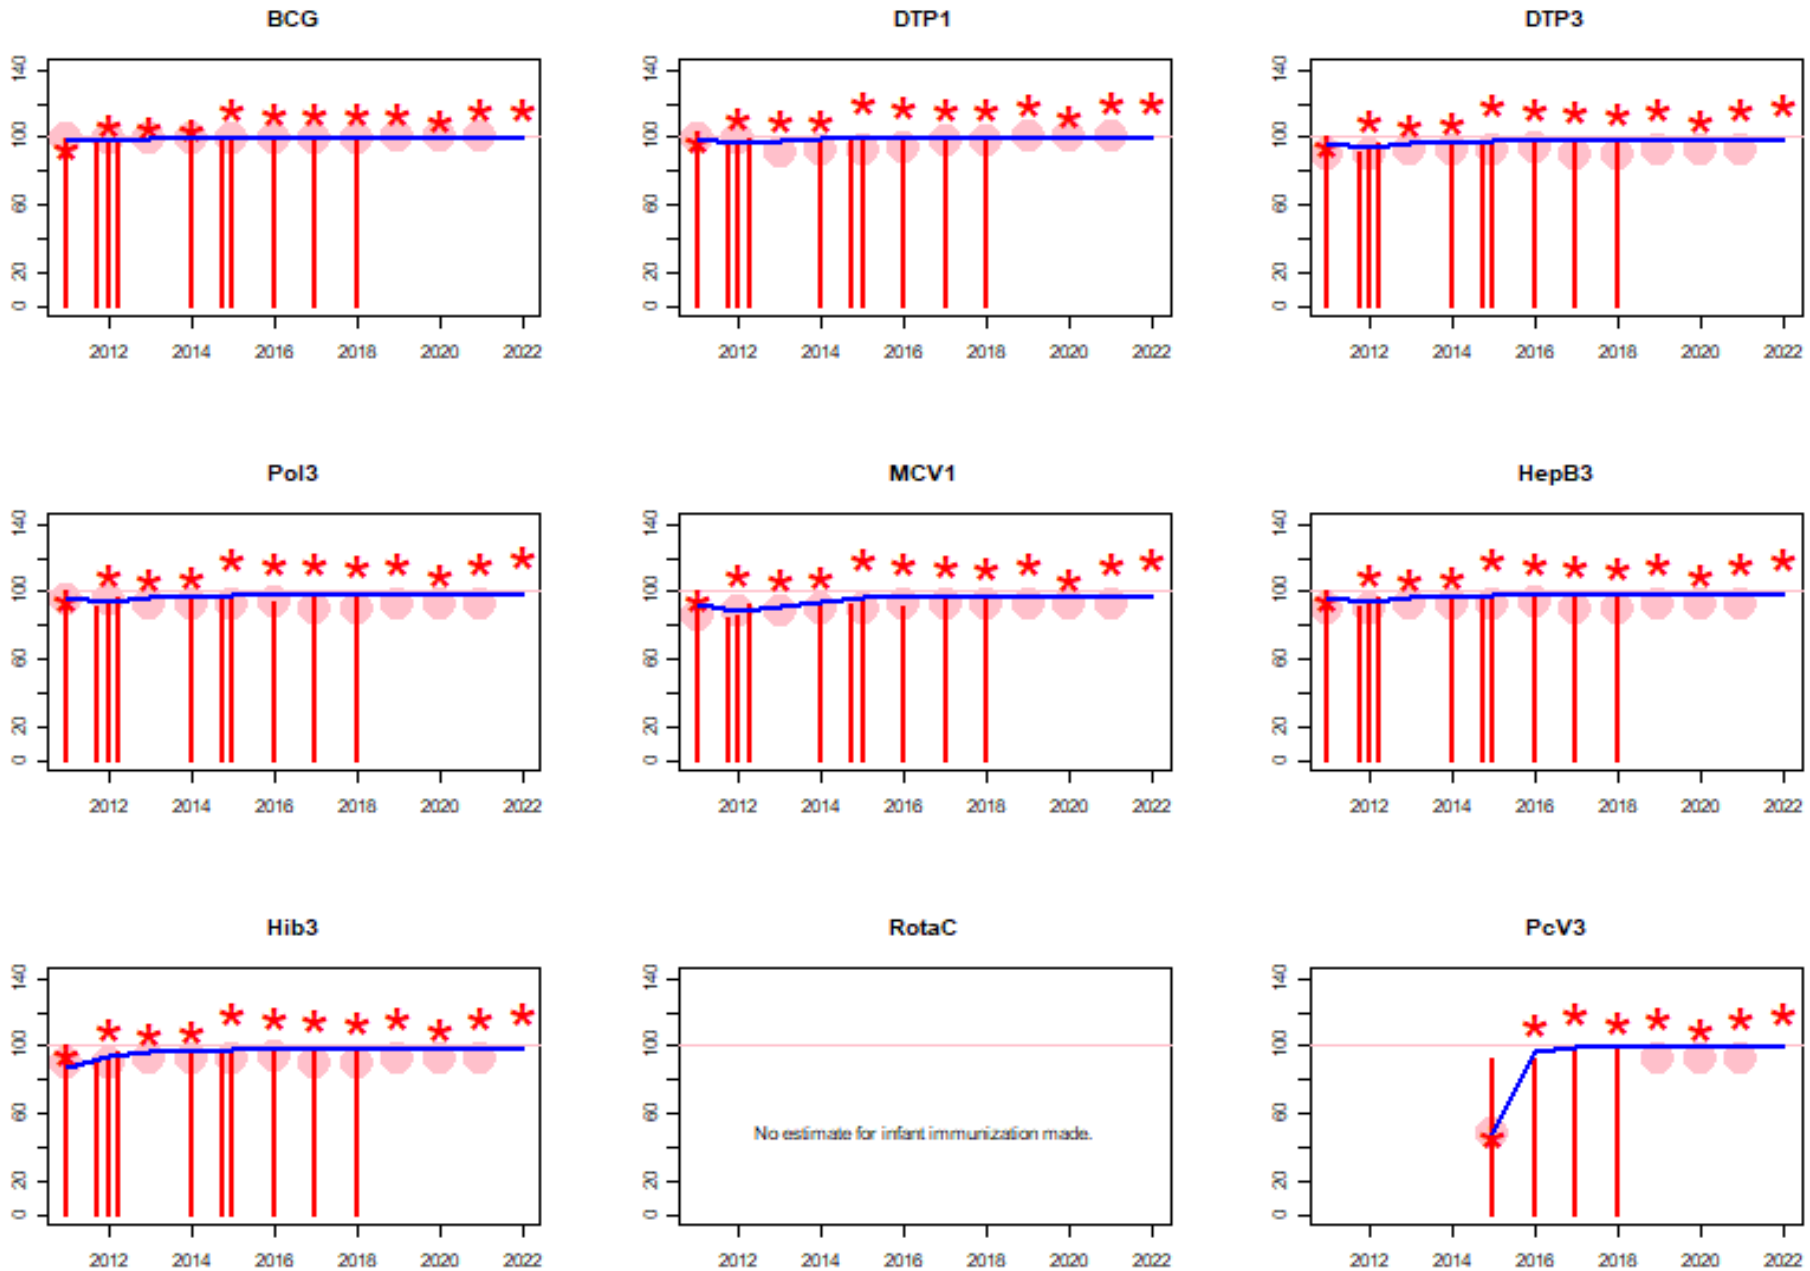 BCG
DTP1
DTP3
0 20 60 100 140
0 20 60 100 140
0 20 60 100 140
2012 2014 2016 2018 2020 2022
2012 2014 2016 2018 2020 2022
2012 2014 2016 2018 2020 2022
Pol3
MCV1
HepB3
0 20 60 100 140
0 20 60 100 140
0 20 60 100 140
2012 2014 2016 2018 2020 2022
2012 2014 2016 2018 2020 2022
2012 2014 2016 2018 2020 2022
Hib3
RotaC
PcV3
0 20 60 100 140
0 20 60 100 140
No estimate for infant immunization made.
0 20 60 100 140
2012 2014 2016 2018 2020 2022
2012 2014 2016 2018 2020 2022
2012 2014 2016 2018 2020 2022